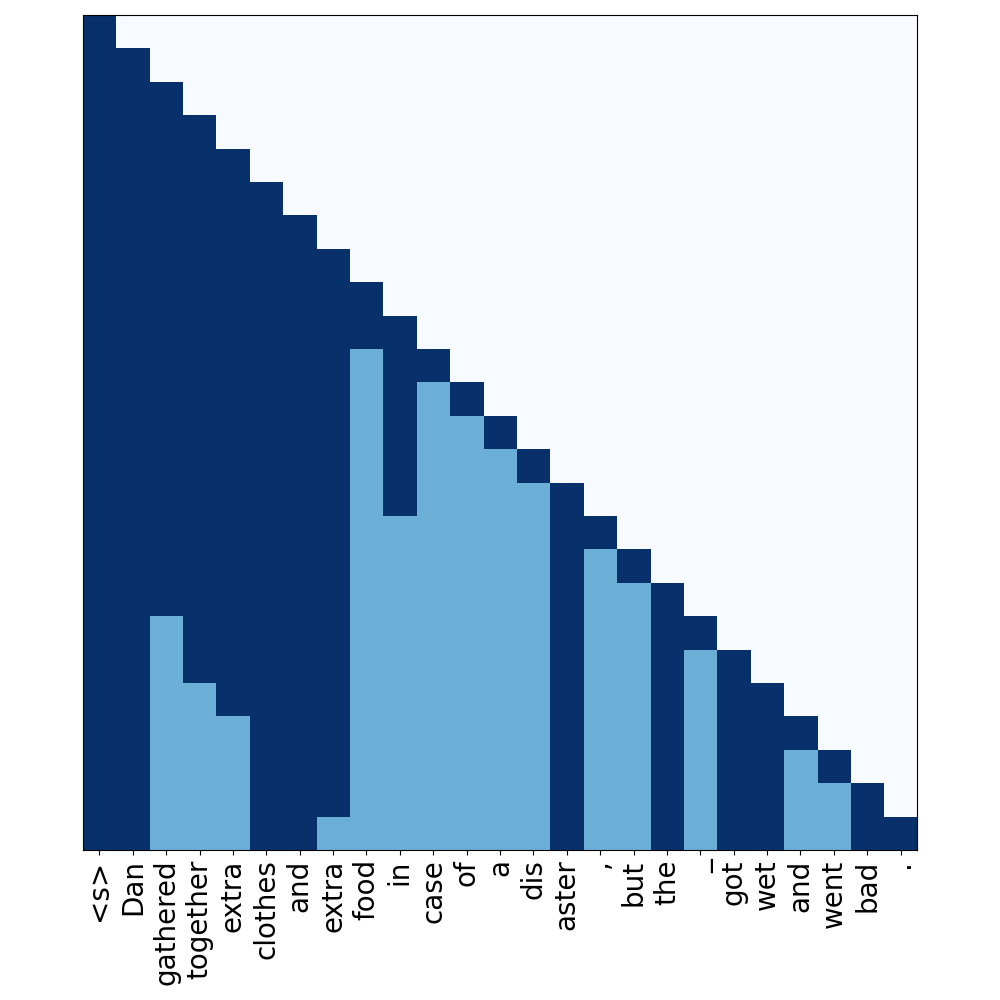 <s> Dan gathered together extra clothes and extra food in case of a dis aster , but the _ got wet and went bad .